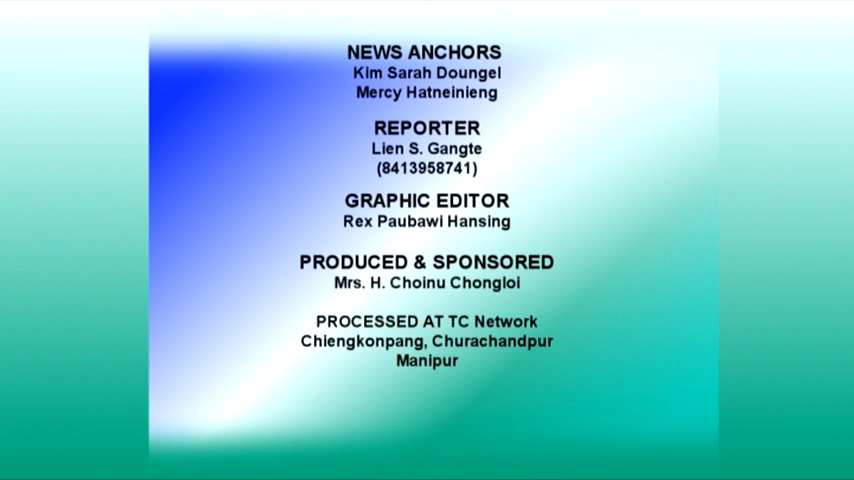 NEWS ANCHORS
Kim Sarah Doungel
Mercy Hatneinieng
REPORTER
Lien S. Gangte
(8413958741)
GRAPHIC EDITOR
Rex Paubawi Hansing
PRODUCED & SPONSORED
Mrs. H. Choinu Chongloi
PROCESSED AT TC Network
Chiengkonpang, Churachandpur
Manipur